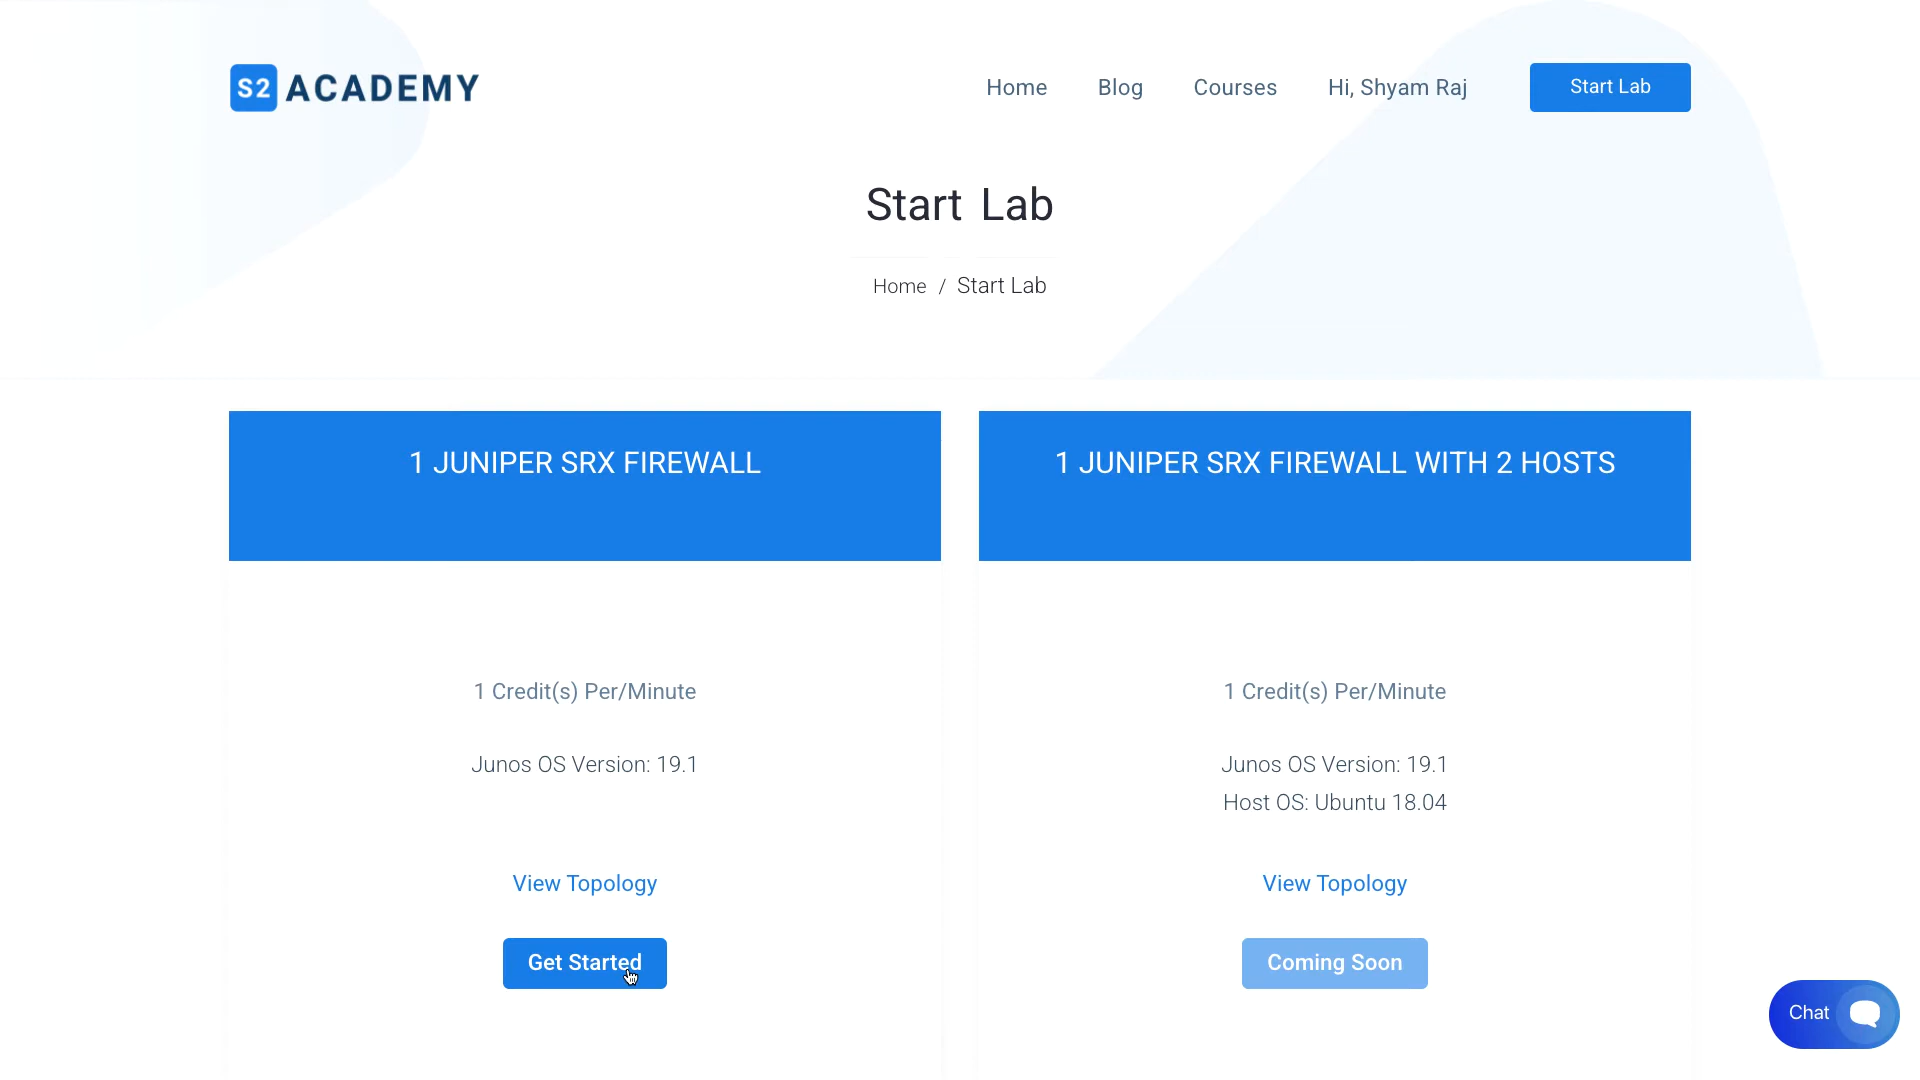 S2 ACADEMY
Home
Blog
Courses
Hi, Shyam Raj
Start Lab
Start Lab
Home / Start Lab
1 JUNIPER SRX FIREWALL
1 Credit(s) Per/Minute
Junos OS Version: 19.1
View Topology
Get Started
1 JUNIPER SRX FIREWALL WITH 2 HOSTS
1 Credit(s) Per/Minute
Junos OS Version: 19.1
Host OS: Ubuntu 18.04
View Topology
Coming Soon
Chat